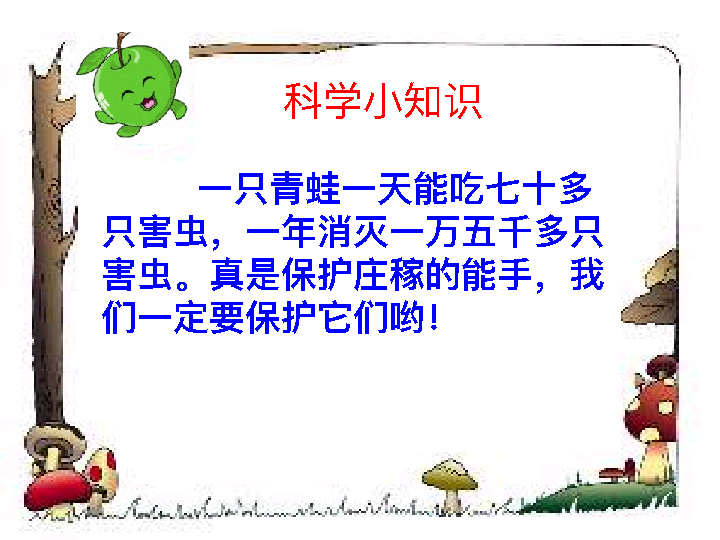 科学小知识
一只青蛙一天能吃七十多
只害虫，一年消灭一万五千多只
害虫。真是保护庄稼的能手，我
们一定要保护它们哟！